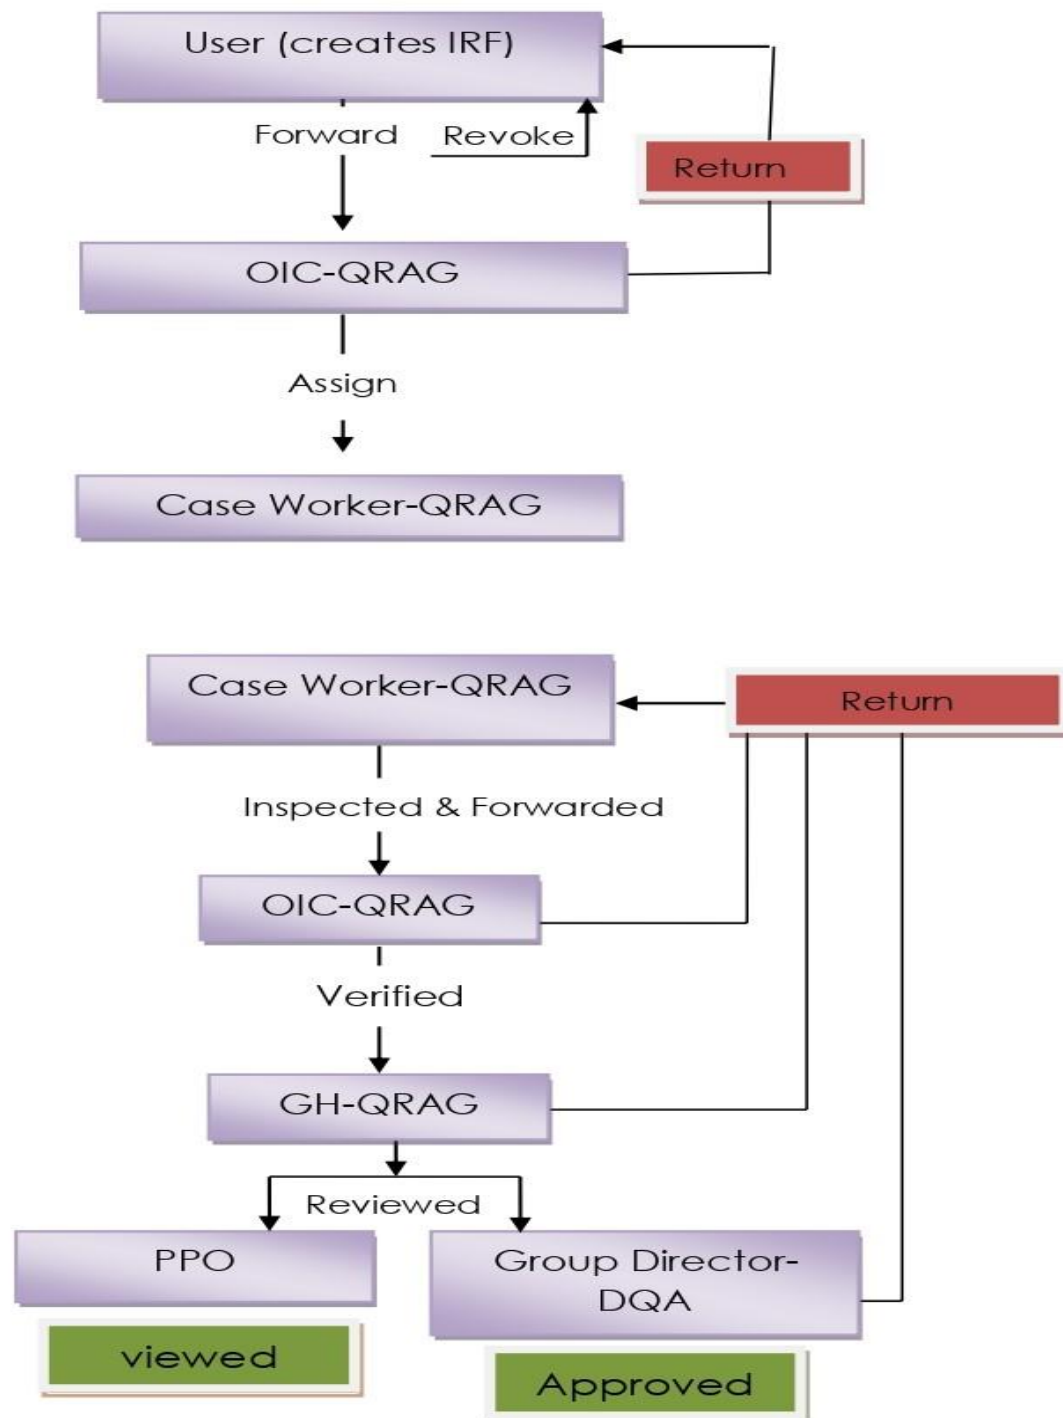 User (creates IRF)
Forward
Revoke
Return
OIC-QRAG
Assign
Case Worker-QRAG
Case Worker-QRAG
Return
Inspected & Forwarded
OIC-QRAG
Verified
GH-QRAG
Reviewed
PPO
Group Director-
DQA
viewed
Approved